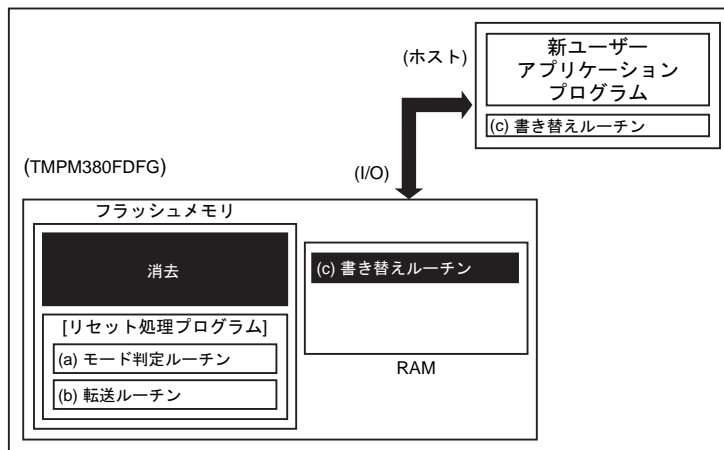 (ホスト)
新ユーザー
アプリケーション
プログラム
(c) 書き替えルーチン
(I/O)
(TMPM380FDFG)
フラッシュメモリ
消去
[リセット処理プログラム]
(a) モード判定ルーチン
(b) 転送ルーチン
(c) 書き替えルーチン
RAM